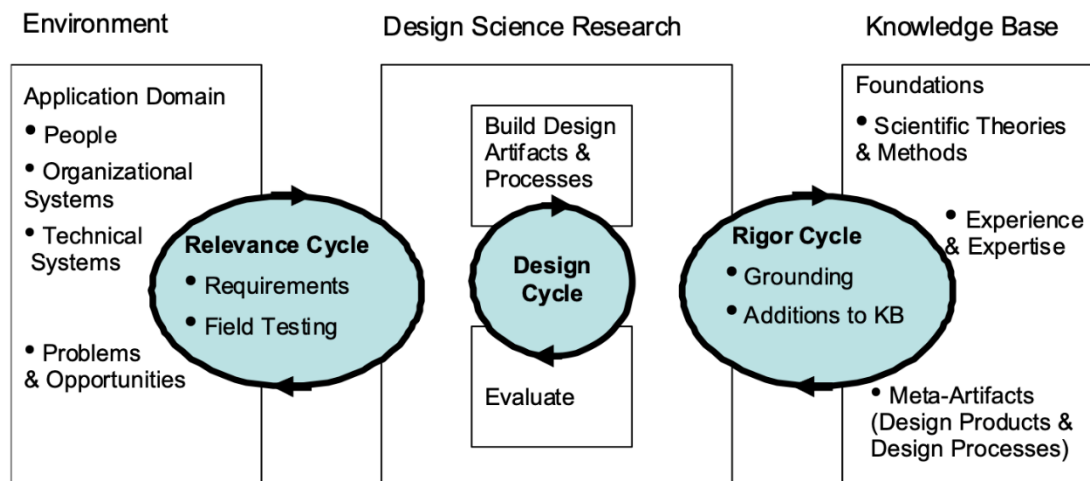 Environment
Design Science Research
Knowledge Base
Application Domain
• People
• Organizational
Systems
• Technical
Systems
• Problems
& Opportunities
Relevance Cycle
• Requirements
• Field Testing
Build Design
Artifacts &
Processes
Design
Cycle
Evaluate
Rigor Cycle
• Grounding
• Additions to KB
Foundations
• Scientific Theories
& Methods
• Experience
& Expertise
• Meta-Artifacts
(Design Products &
Design Processes)